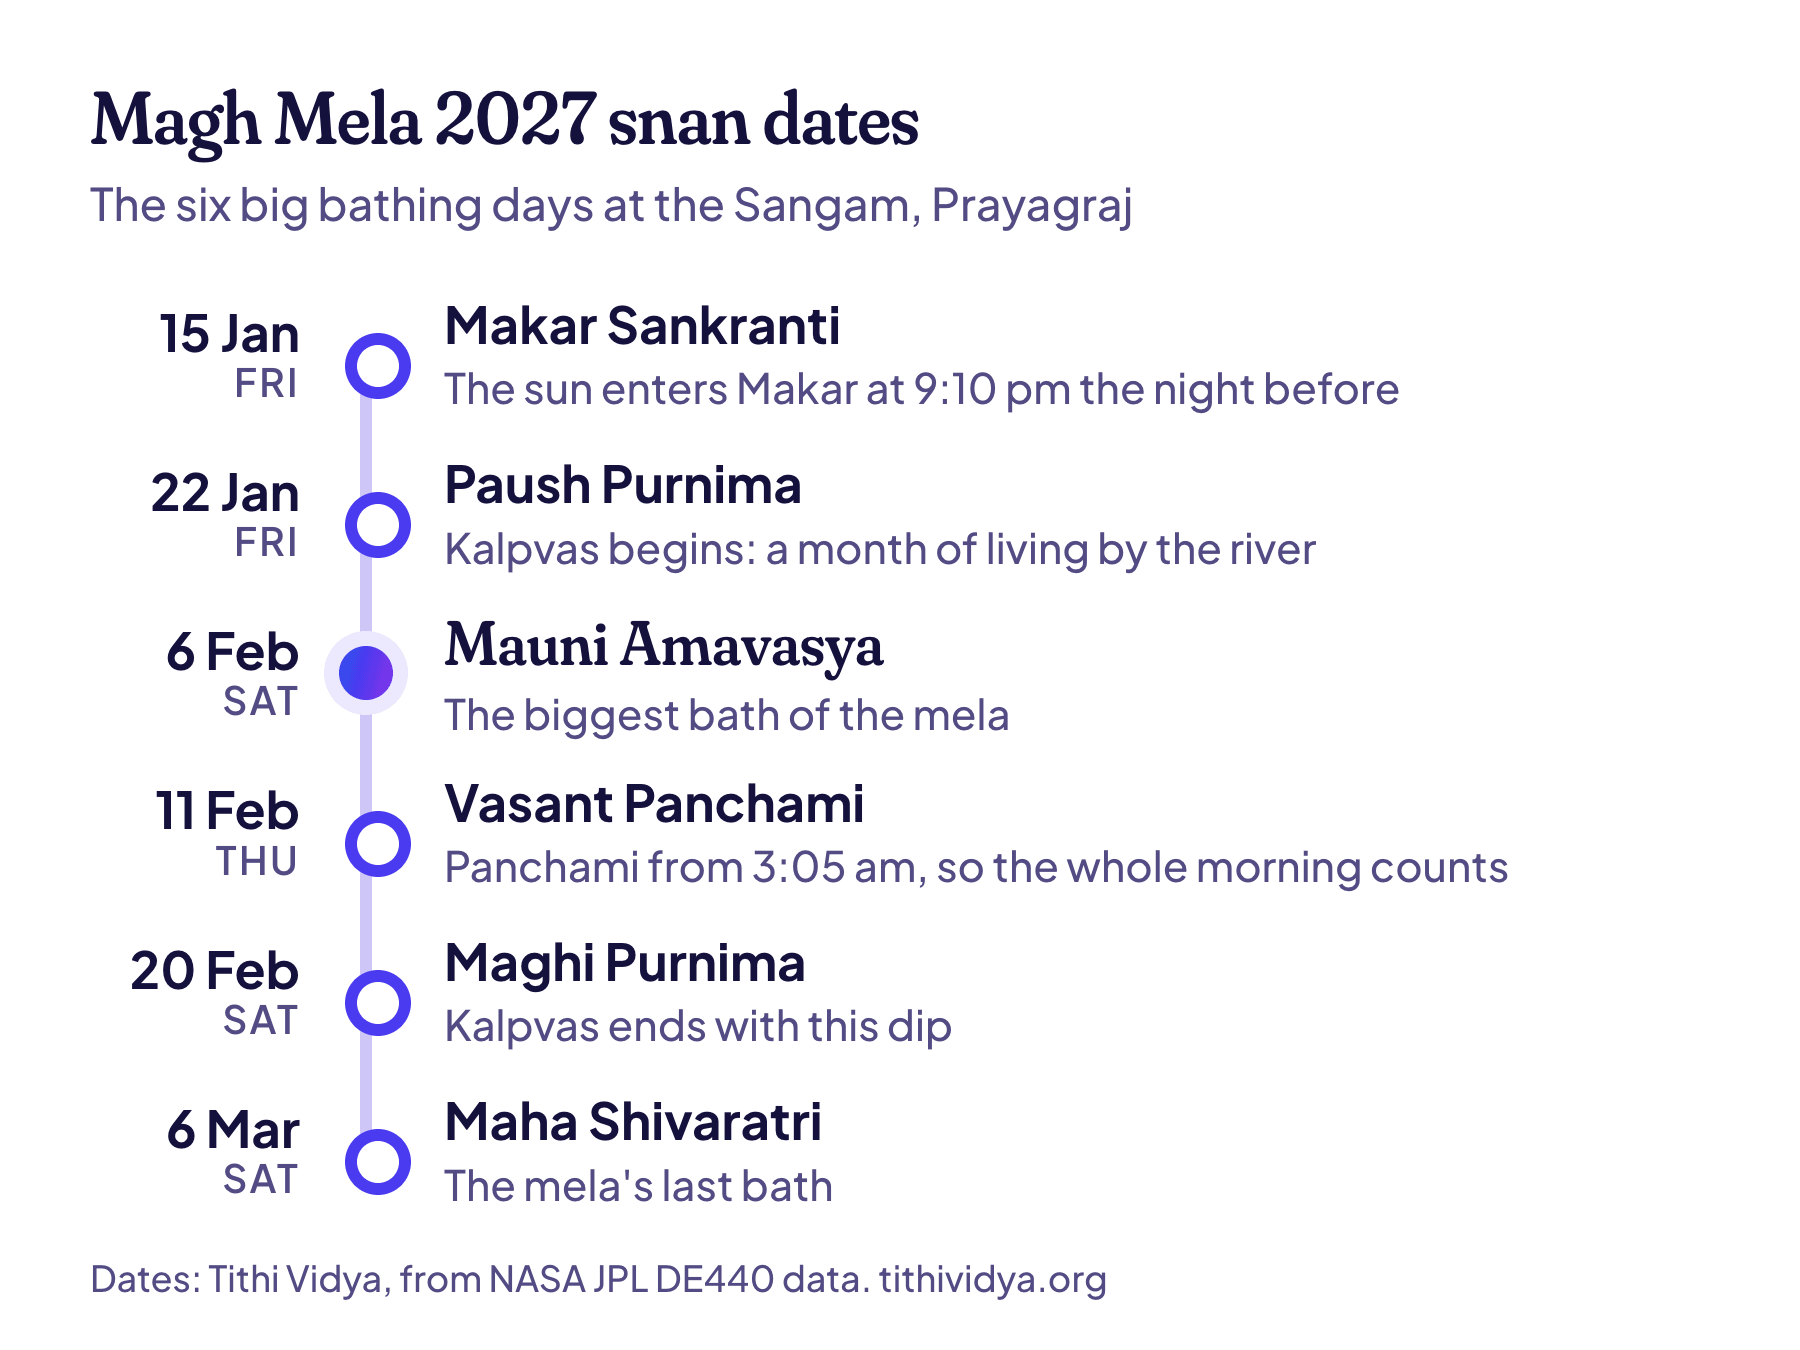 Magh Mela 2027 snan dates
The six big bathing days at the Sangam, Prayagraj
15 Jan
FRI
Makar Sankranti
The sun enters Makar at 9:10 pm the night before
22 Jan
FRI
Paush Purnima
Kalpvas begins: a month of living by the river
6 Feb
SAT
Mauni Amavasya
The biggest bath of the mela
11 Feb
THU
Vasant Panchami
Panchami from 3:05 am, so the whole morning counts
20 Feb
SAT
Maghi Purnima
Kalpvas ends with this dip
6 Mar
SAT
Maha Shivaratri
The mela's last bath
Dates: Tithi Vidya, from NASA JPL DE440 data. tithividya.org